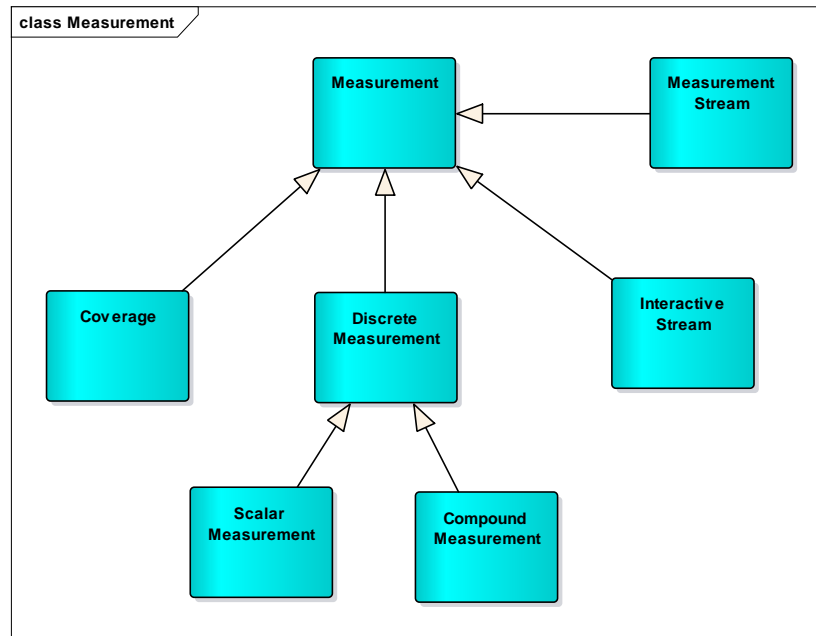 class Measurement
Measurement
Measurement
Stream
Coverage
Discrete
Measurement
Interactive
Stream
Scalar
Measurement
Compound
Measurement